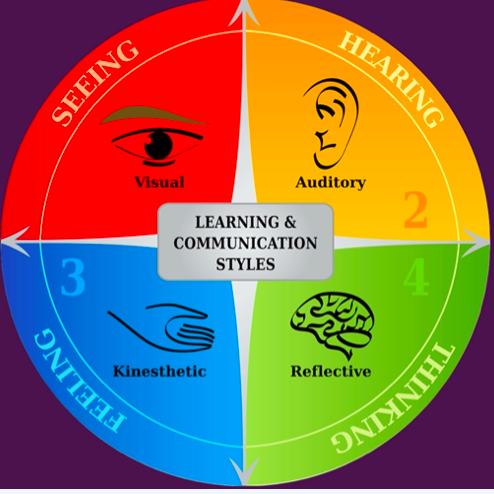 SEEING
HEARING
Visual
Auditory
2
LEARNING &
COMMUNICATION
STYLES
3
4
Kinesthetic
Reflective
FEELING
THINKING